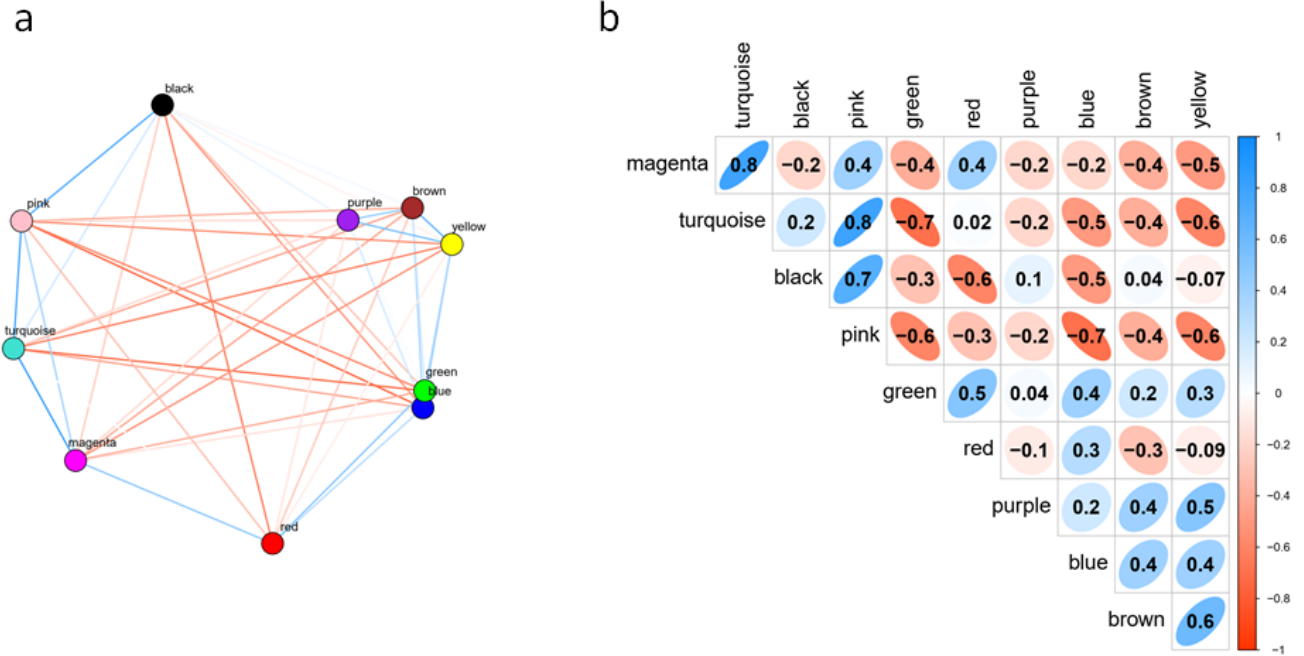 a
black
pink
purple
brown
yellow
turquoise
green
blue
magenta
red
b
turquoise black pink green red purple blue brown yellow
magenta 0.8 −0.2 0.4 −0.4 0.4 −0.2 −0.2 −0.4 −0.5
turquoise 0.2 0.8 −0.7 0.02 −0.2 −0.5 −0.4 −0.6
black 0.7 −0.3 −0.6 0.1 −0.5 0.04 −0.07
pink −0.6 −0.3 −0.2 −0.7 −0.4 −0.6
green 0.5 0.04 0.4 0.2 0.3
red −0.1 0.3 −0.3 −0.09
purple 0.2 0.4 0.5
blue 0.4 0.4
brown 0.6
1
0.8
0.6
0.4
0.2
0
−0.2
−0.4
−0.6
−0.8
−1